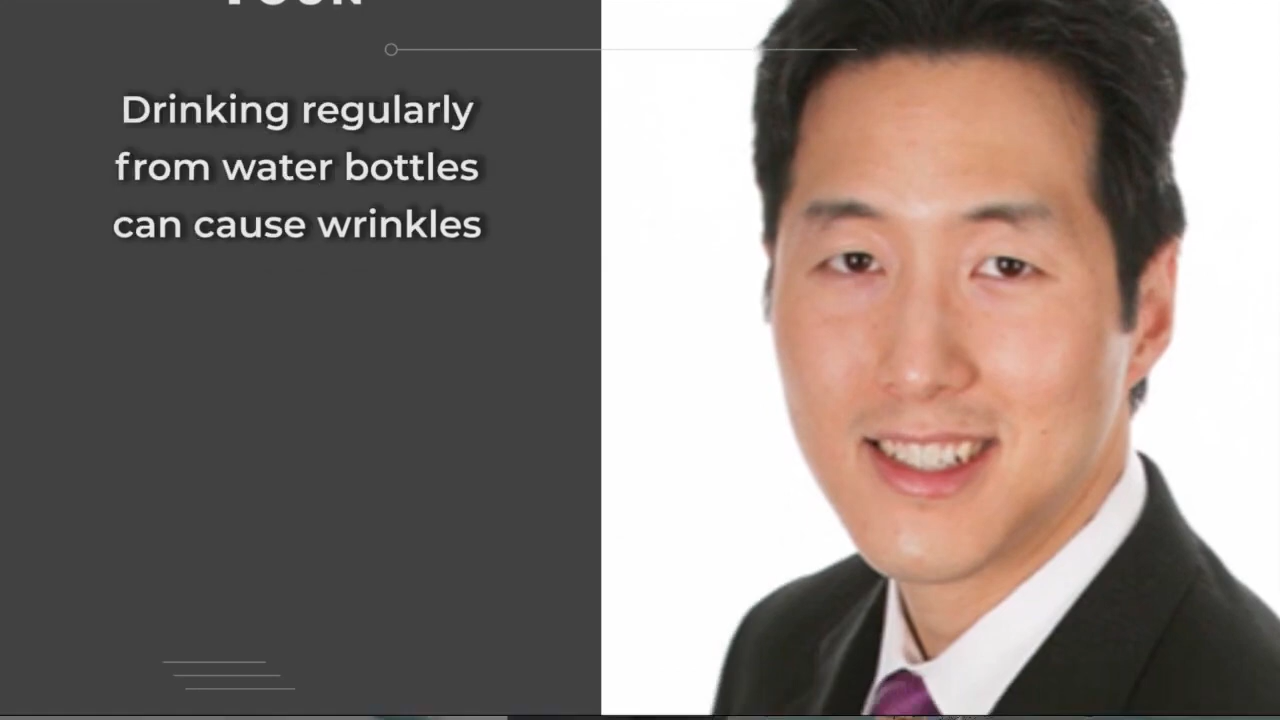 Drinking regularly
from water bottles
can cause wrinkles